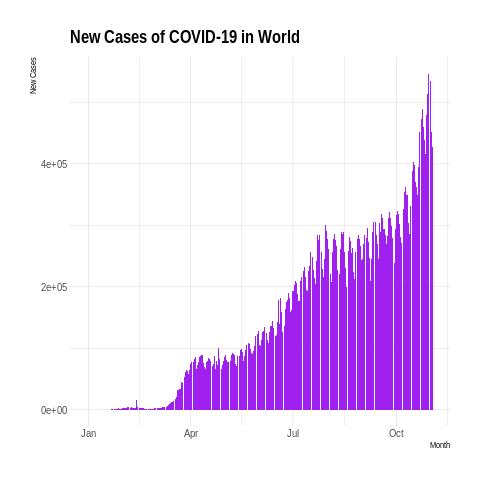 New Cases of COVID-19 in World
New Cases
4e+05
2e+05
0e+00
Jan Apr Jul Oct
Month